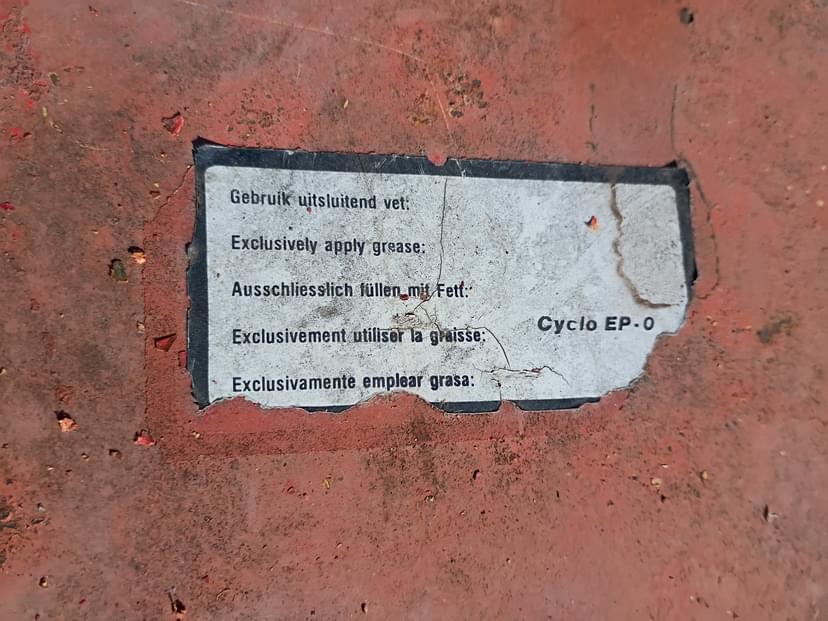 Gebruik uitsluitend vet:
Exclusively apply grease:
Ausschliesslich füllen mit Fett:
Exclusivement utiliser la graisse:
Cyclo EP-0
Exclusivamente emplear grasa: